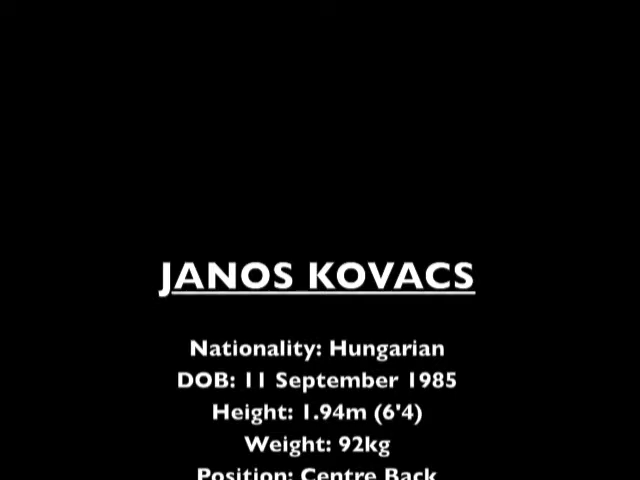 JANOS KOVACS
Nationality: Hungarian
DOB: 11 September 1985
Height: 1.94m (6'4)
Weight: 92kg
Position: Centre Back